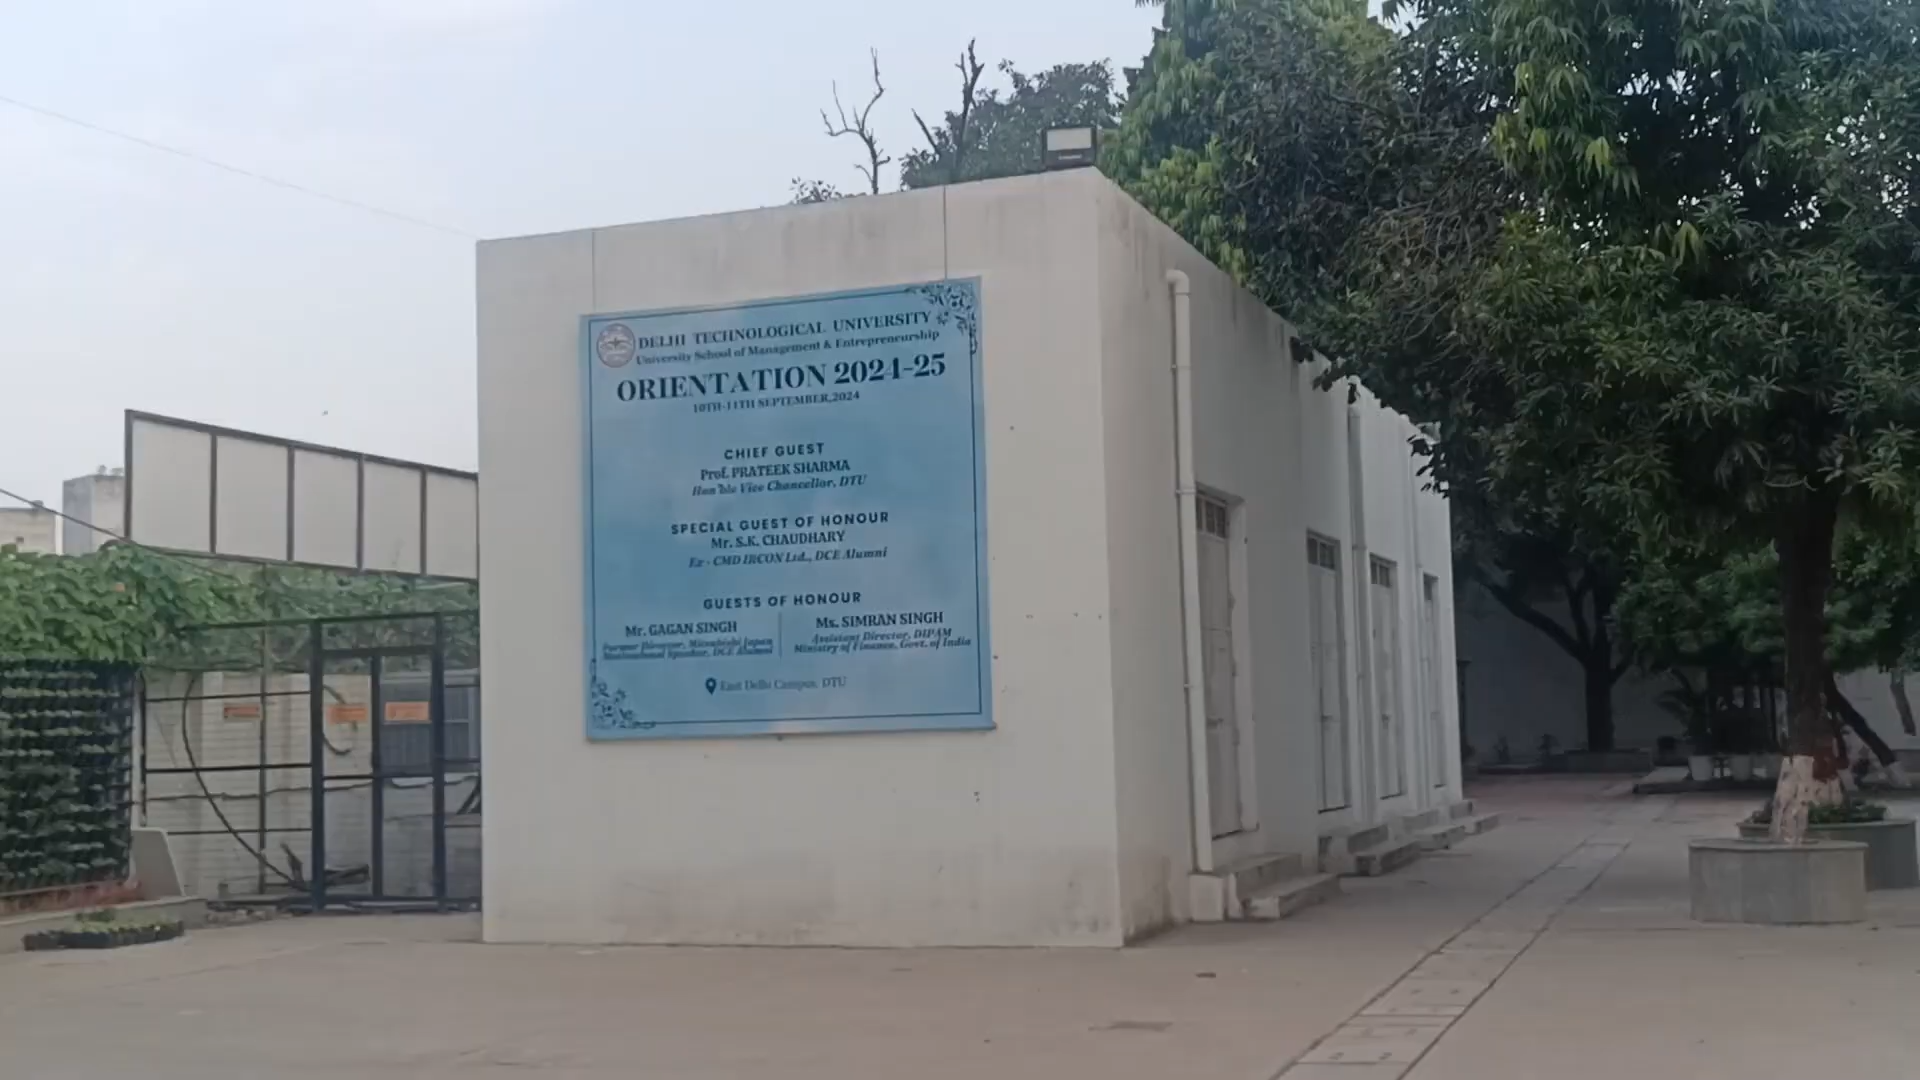 DELHI TECHNOLOGICAL UNIVERSITY
University School of Management & Entrepreneurship
ORIENTATION 2024-25
10TH-11TH SEPTEMBER,2024
CHIEF GUEST
Prof. PRATEEK SHARMA
Hon'ble Vice Chancellor, DTU
SPECIAL GUEST OF HONOUR
Mr. S.K. CHAUDHARY
Ex - CMD IRCON Ltd., DCE Alumni
GUESTS OF HONOUR
Mr. GAGAN SINGH
Former Director, Mitsubishi Japan
Motivational Speaker, DCE Alumni
Ms. SIMRAN SINGH
Assistant Director, DIPAM
Ministry of Finance, Govt. of India
East Delhi Campus, DTU